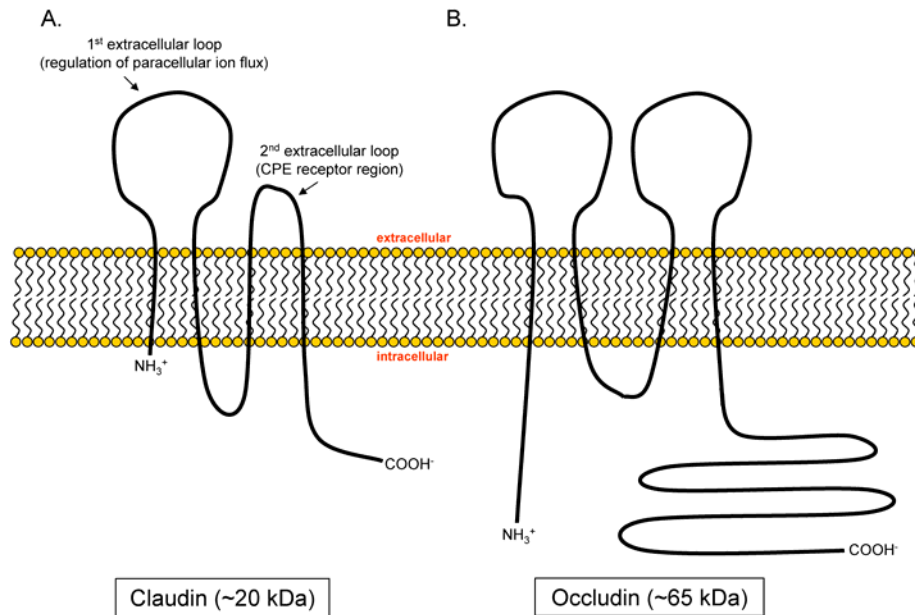 A.
1st extracellular loop
(regulation of paracellular ion flux)
2nd extracellular loop
(CPE receptor region)
extracellular
intracellular
NH₃⁺
COOH⁻
Claudin (~20 kDa)
B.
NH₃⁺
COOH⁻
Occludin (~65 kDa)